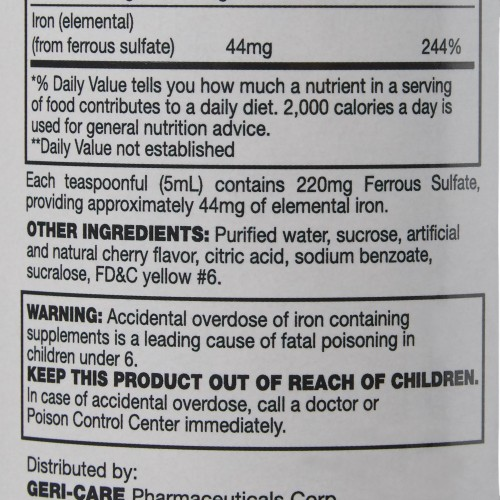 Iron (elemental)
(from ferrous sulfate) 44mg 244%
*% Daily Value tells you how much a nutrient in a serving
of food contributes to a daily diet. 2,000 calories a day is
used for general nutrition advice.
**Daily Value not established
Each teaspoonful (5mL) contains 220mg Ferrous Sulfate,
providing approximately 44mg of elemental iron.
OTHER INGREDIENTS: Purified water, sucrose, artificial
and natural cherry flavor, citric acid, sodium benzoate,
sucralose, FD&C yellow #6.
WARNING: Accidental overdose of iron containing
supplements is a leading cause of fatal poisoning in
children under 6.
KEEP THIS PRODUCT OUT OF REACH OF CHILDREN.
In case of accidental overdose, call a doctor or
Poison Control Center immediately.
Distributed by:
GERI-CARE Pharmaceuticals Corp